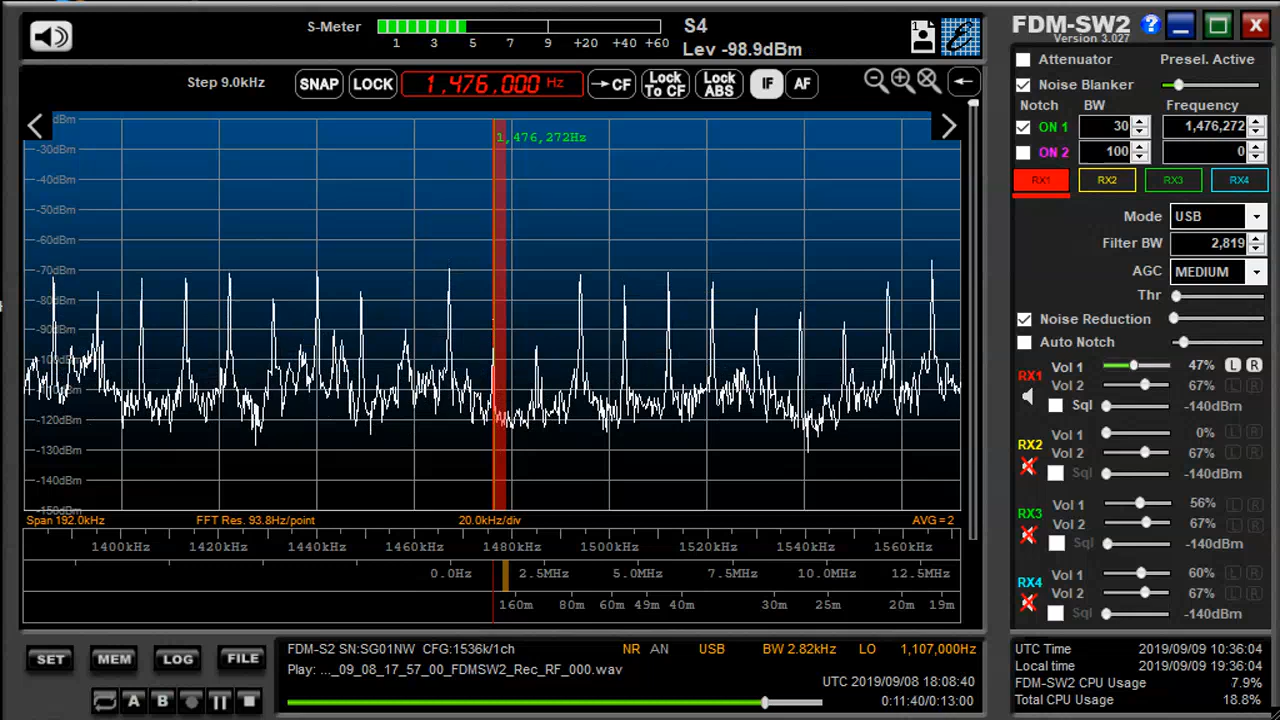 S-Meter
1 3 5 7 9 +20 +40 +60
S4
Lev -98.9dBm
1
FDM-SW2 ?
Version 3.027
Step 9.0kHz SNAP LOCK 1,476.000 Hz →CF Lock To CF Lock ABS IF AF
Attenuator Presel. Active
Noise Blanker
Notch BW Frequency
ON 1 30 1,476,272
ON 2 100 0
RX1 RX2 RX3 RX4
Mode USB
Filter BW 2,819
AGC MEDIUM
Thr
Noise Reduction
Auto Notch
RX1 Vol 1 47% L R
Vol 2 67% L R
Sql -140dBm
RX2 Vol 1 0% L R
Vol 2 67% L R
Sql -140dBm
RX3 Vol 1 56% L R
Vol 2 67% L R
Sql -140dBm
RX4 Vol 1 60% L R
Vol 2 67% L R
Sql -140dBm
dBm
1,476,272Hz
-30dBm
-40dBm
-50dBm
-60dBm
-70dBm
-80dBm
-90dBm
-100dBm
-110dBm
-120dBm
-130dBm
-140dBm
-150dBm
Span 192.0kHz FFT Res. 93.8Hz/point 20.0kHz/div AVG=2
1400kHz 1420kHz 1440kHz 1460kHz 1480kHz 1500kHz 1520kHz 1540kHz 1560kHz
0.0Hz 2.5MHz 5.0MHz 7.5MHz 10.0MHz 12.5MHz
160m 80m 60m 49m 40m 30m 25m 20m 19m
SET MEM LOG FILE
A B
FDM-S2 SN:SG01NW CFG:1536k/1ch NR AN USB BW 2.82kHz LO 1,107,000Hz
Play: ..._09_08_17_57_00_FDMSW2_Rec_RF_000.wav
UTC 2019/09/08 18:08:40
0:11:40/0:13:00
UTC Time 2019/09/09 10:36:04
Local time 2019/09/09 19:36:04
FDM-SW2 CPU Usage 7.9%
Total CPU Usage 18.8%